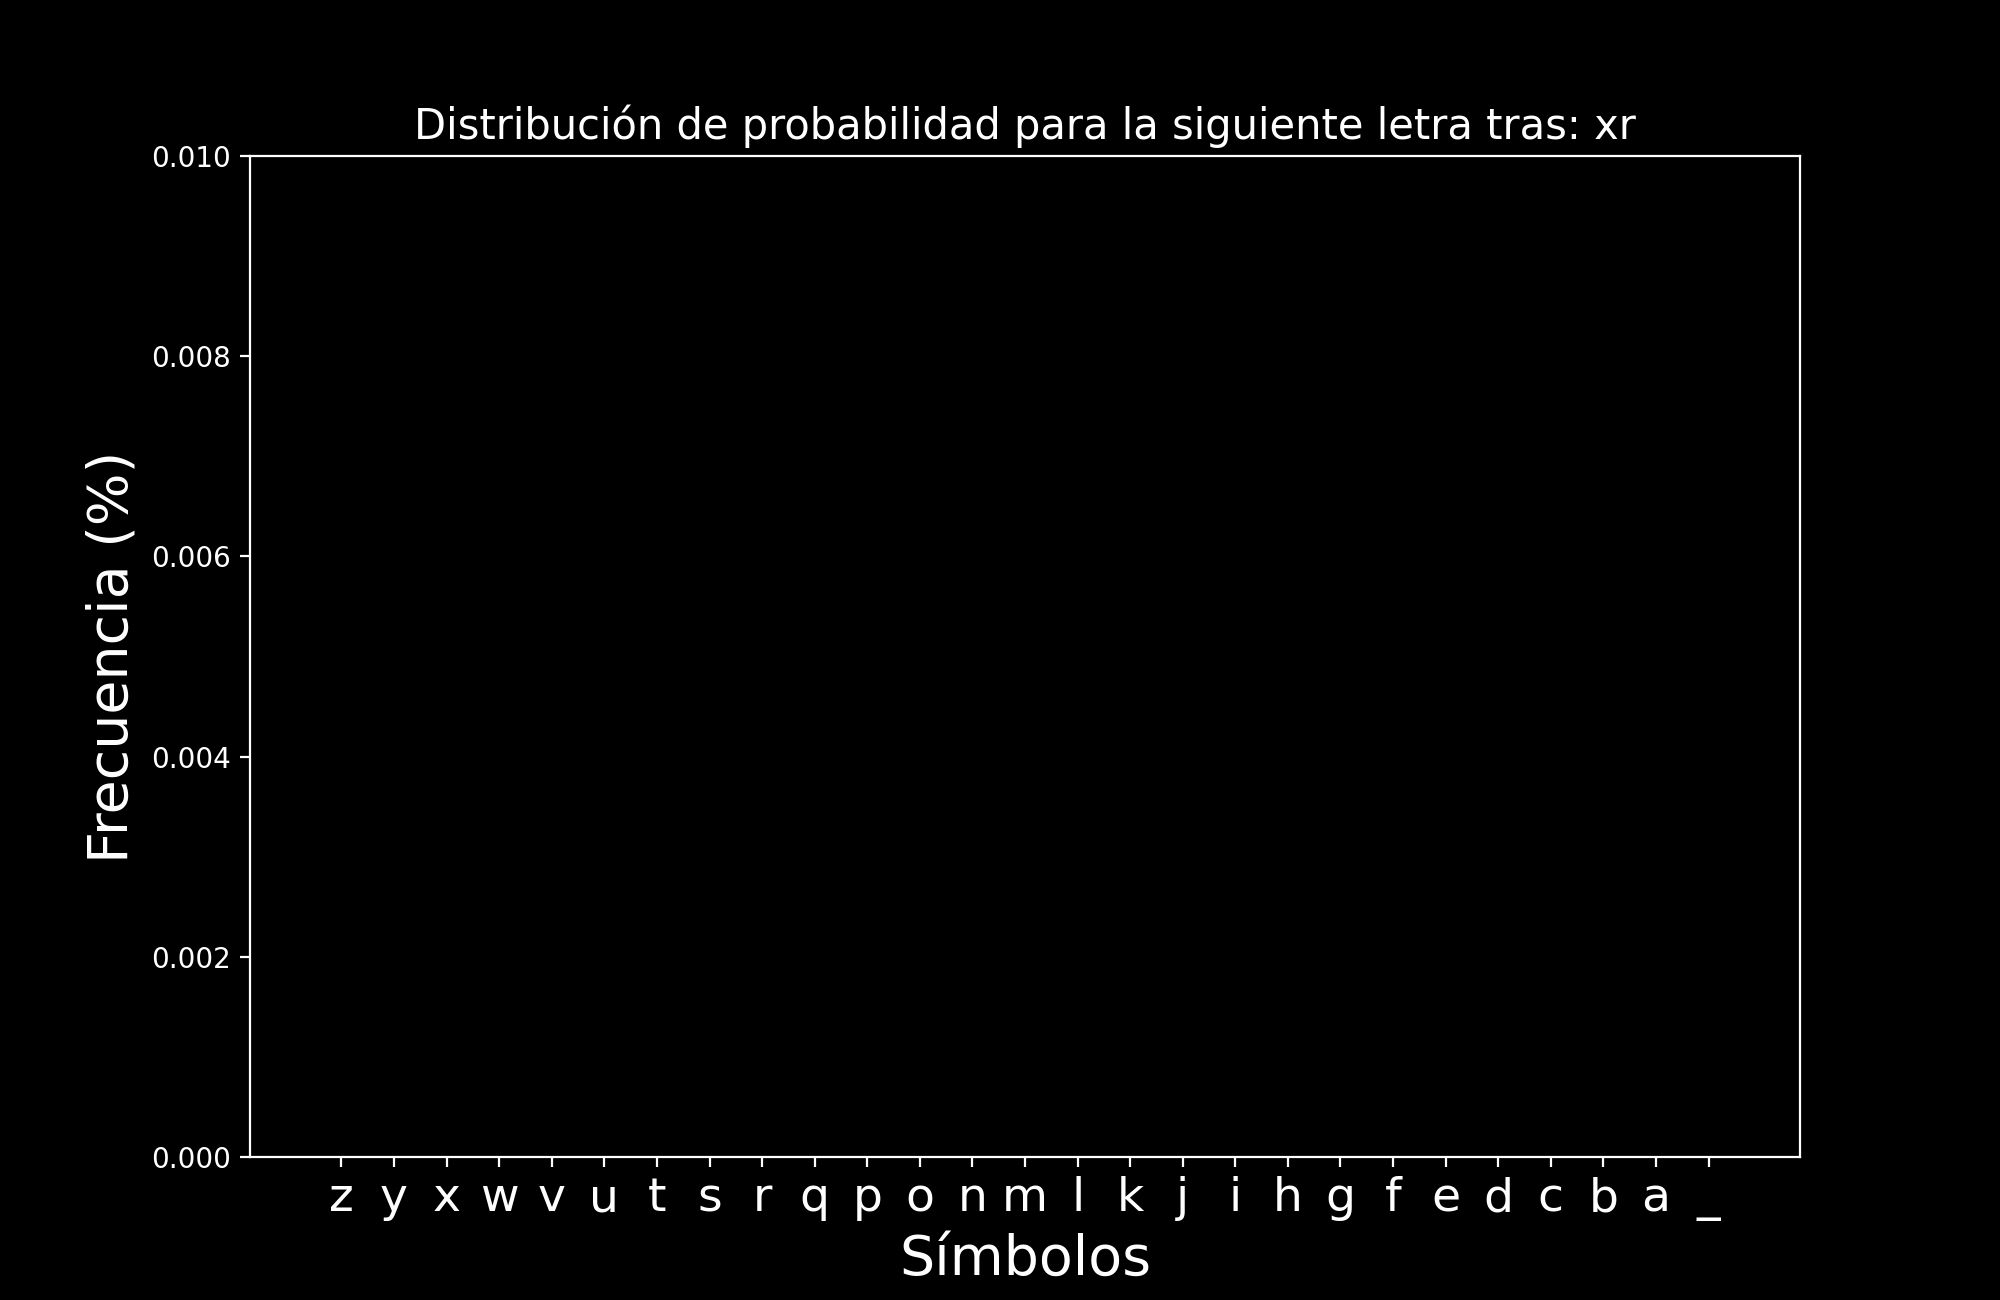 Distribución de probabilidad para la siguiente letra tras: xr
0.010
0.008
0.006
0.004
0.002
0.000
Frecuencia (%)
z y x w v u t s r q p o n m l k j i h g f e d c b a _
Símbolos